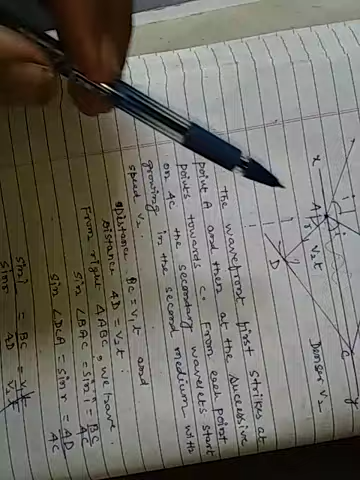 x
y
A
i
r
v₂t
C
D
Denser v₂
the wavefront first strikes at
point A and then at the successive
points towards C. From each point
on AC the secondary wavelets start
growing in the second medium with
speed v₂.
distance BC = v₁t and
distance AD = v₂t.
From right ΔABC, we have.
sin ∠BAC = sin i = BC/AC
sin ∠DCA = sin r = AD/AC
sin i / sin r = BC/AD =